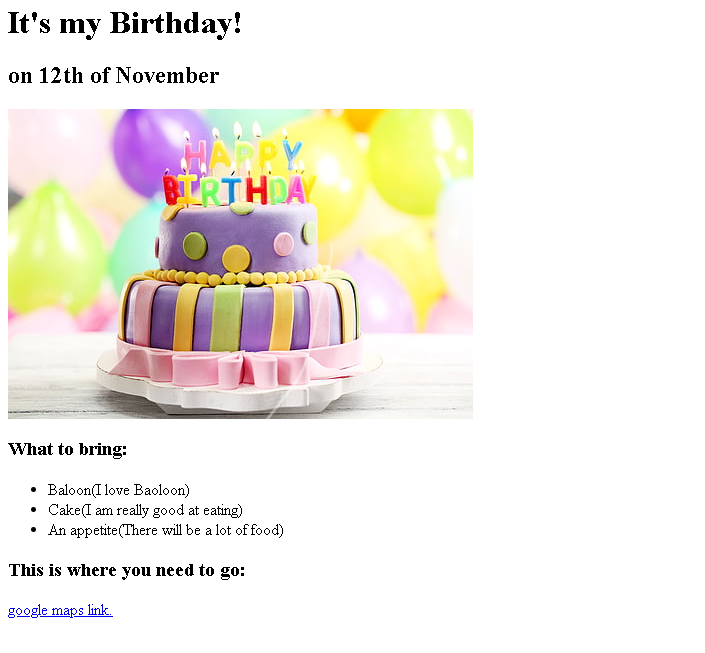 It's my Birthday!
on 12th of November
HAPPY
BIRTHDAY
What to bring:
Baloon(I love Baoloon)
Cake(I am really good at eating)
An appetite(There will be a lot of food)
This is where you need to go:
google maps link.